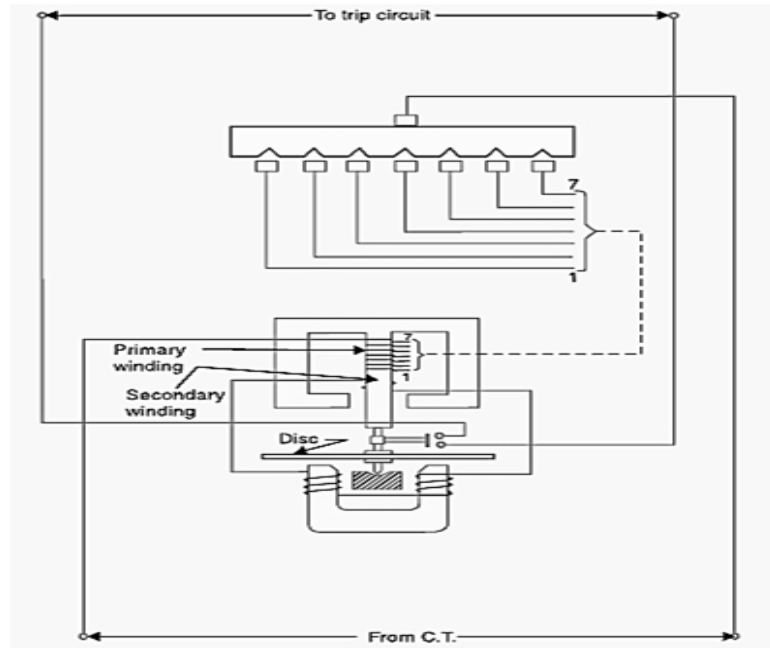 To trip circuit
7
1
Primary
winding
7
1
Secondary
winding
Disc
From C.T.